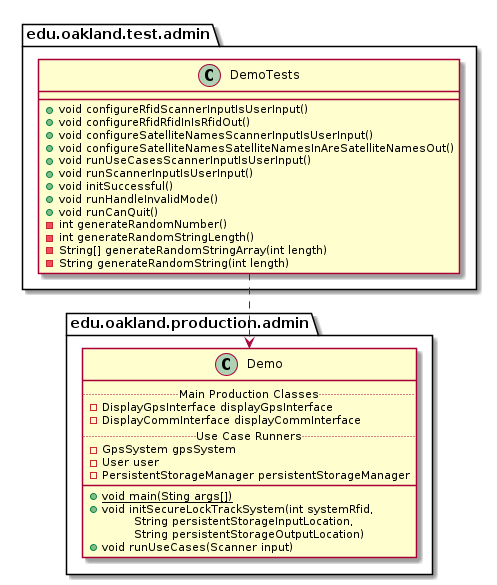 edu.oakland.test.admin
C DemoTests
void configureRfidScannerInputIsUserInput()
void configureRfidRfidInIsRfidOut()
void configureSatelliteNamesScannerInputIsUserInput()
void configureSatelliteNamesSatelliteNamesInAreSatelliteNamesOut()
void runUseCasesScannerInputIsUserInput()
void runScannerInputIsUserInput()
void initSuccessful()
void runHandleInvalidMode()
void runCanQuit()
int generateRandomNumber()
int generateRandomStringLength()
String[] generateRandomStringArray(int length)
String generateRandomString(int length)
edu.oakland.production.admin
C Demo
Main Production Classes
DisplayGpsInterface displayGpsInterface
DisplayCommInterface displayCommInterface
Use Case Runners
GpsSystem gpsSystem
User user
PersistentStorageManager persistentStorageManager
void main(Sting args[])
void initSecureLockTrackSystem(int systemRfid,
String persistentStorageInputLocation,
String persistentStorageOutputLocation)
void runUseCases(Scanner input)